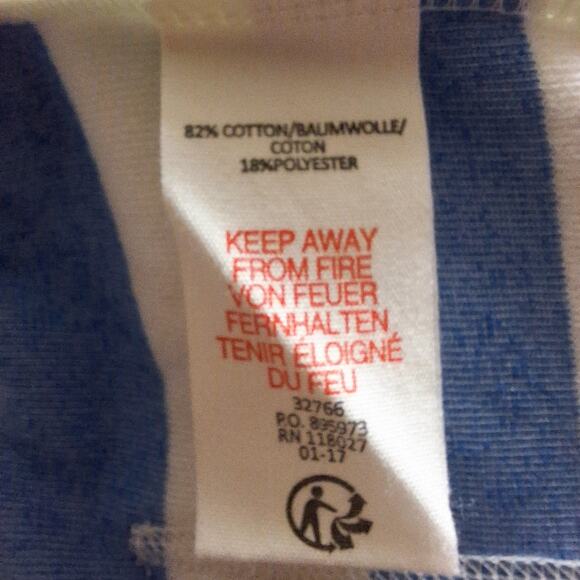 82% COTTON/BAUMWOLLE/
COTON
18%POLYESTER
KEEP AWAY
FROM FIRE
VON FEUER
FERNHALTEN
TENIR ÉLOIGNÉ
DU FEU
32766
P.O. 895973
RN 118027
01-17